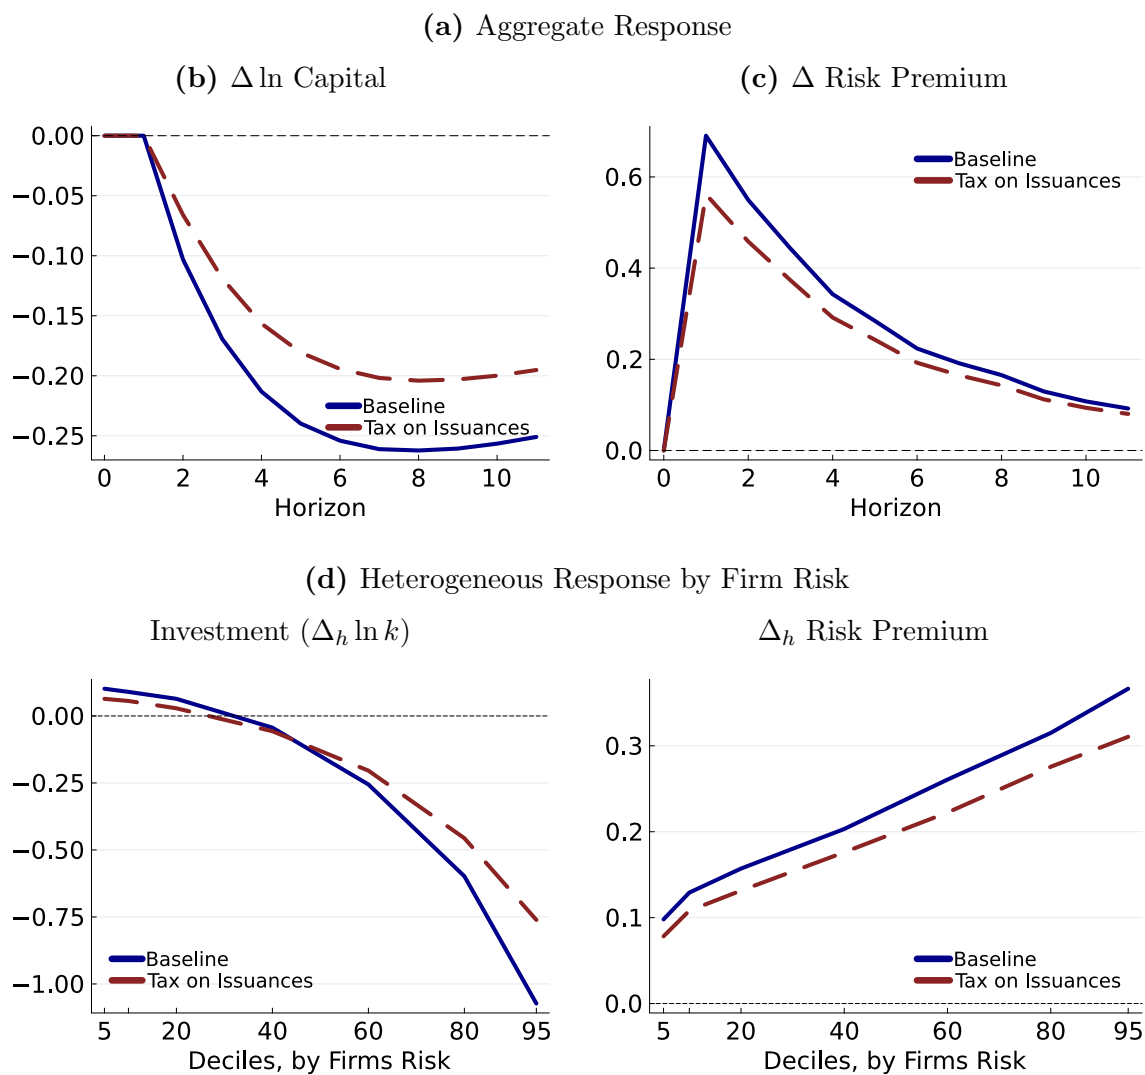 (a) Aggregate Response
(b) Δ ln Capital
(c) Δ Risk Premium
0.00
−0.05
−0.10
−0.15
−0.20
−0.25
Baseline
Tax on Issuances
0 2 4 6 8 10
Horizon
0.6
0.4
0.2
0.0
Baseline
Tax on Issuances
0 2 4 6 8 10
Horizon
(d) Heterogeneous Response by Firm Risk
Investment (Δₕ ln k)
Δₕ Risk Premium
0.00
−0.25
−0.50
−0.75
−1.00
Baseline
Tax on Issuances
5 20 40 60 80 95
Deciles, by Firms Risk
0.3
0.2
0.1
0.0
Baseline
Tax on Issuances
5 20 40 60 80 95
Deciles, by Firms Risk